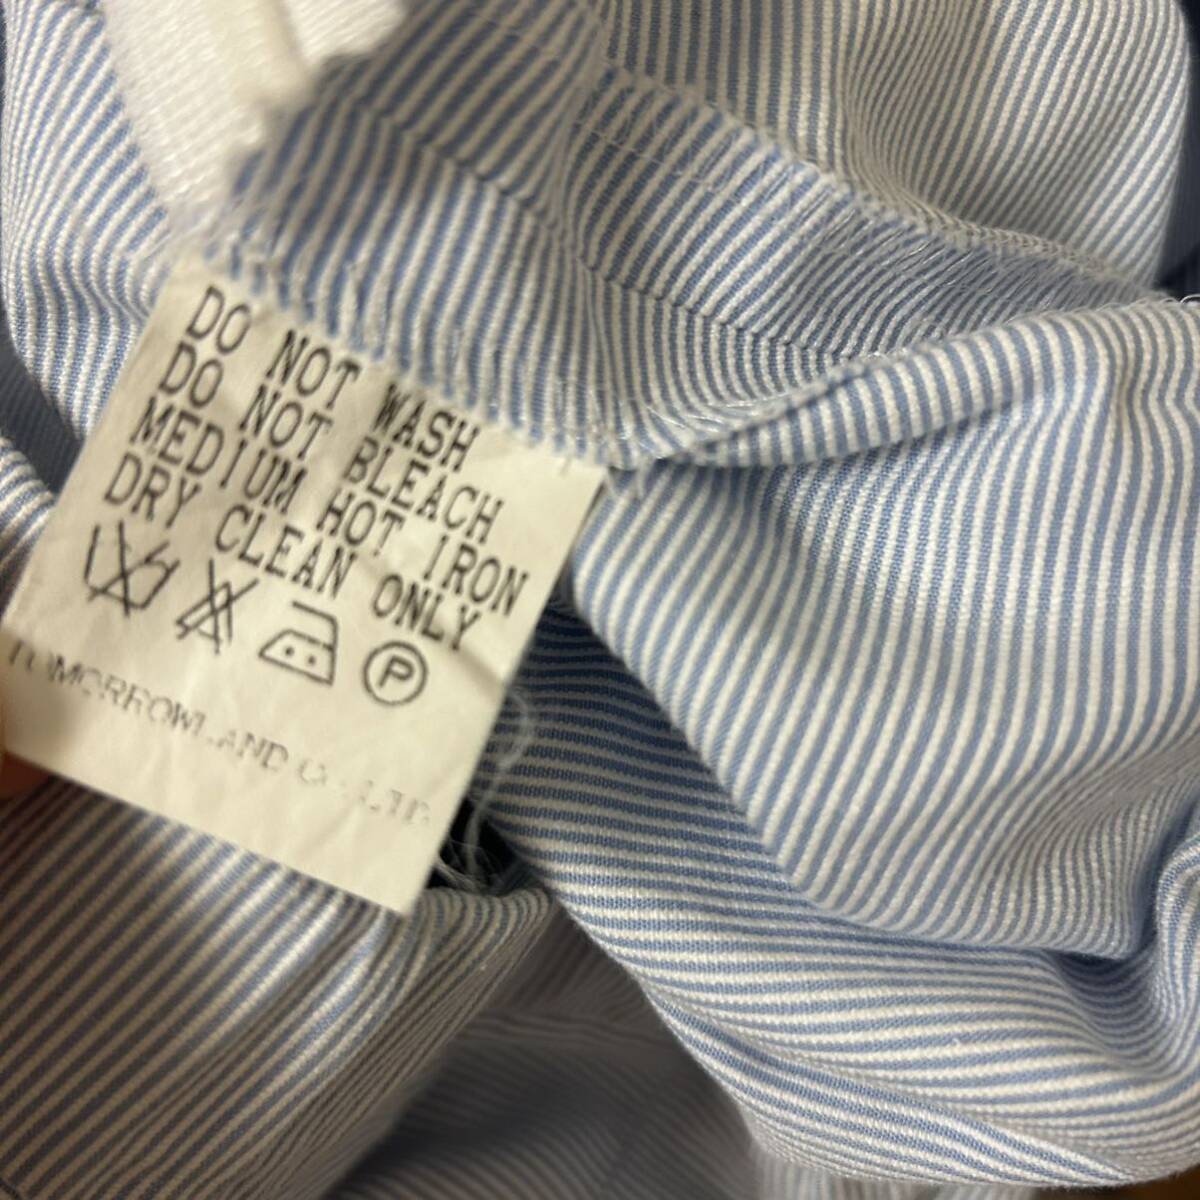 DO NOT WASH
DO NOT BLEACH
MEDIUM HOT IRON
DRY CLEAN ONLY
P
TOMORROWLAND CO., LTD.